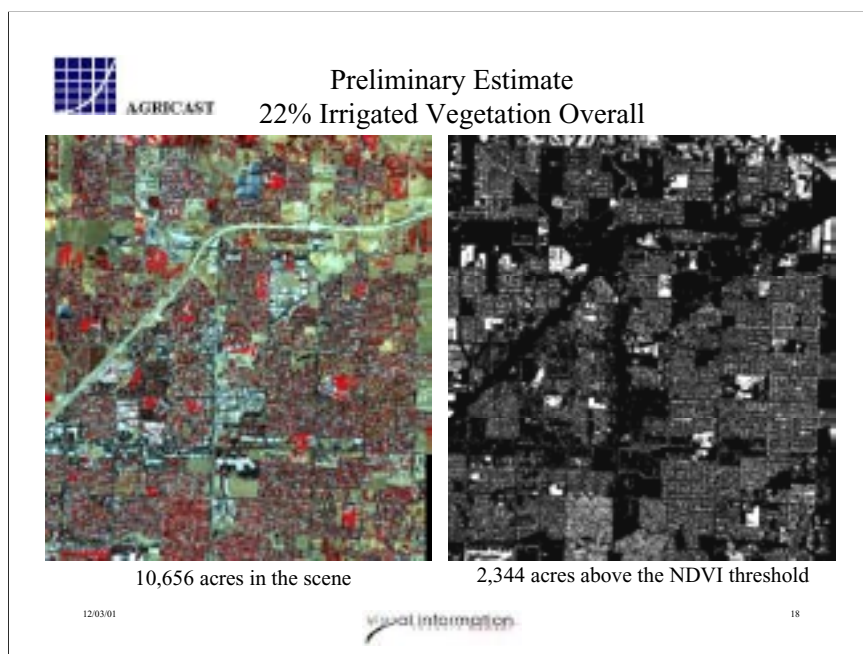 AGRICAST
Preliminary Estimate
22% Irrigated Vegetation Overall
10,656 acres in the scene
2,344 acres above the NDVI threshold
12/03/01
visual information
18